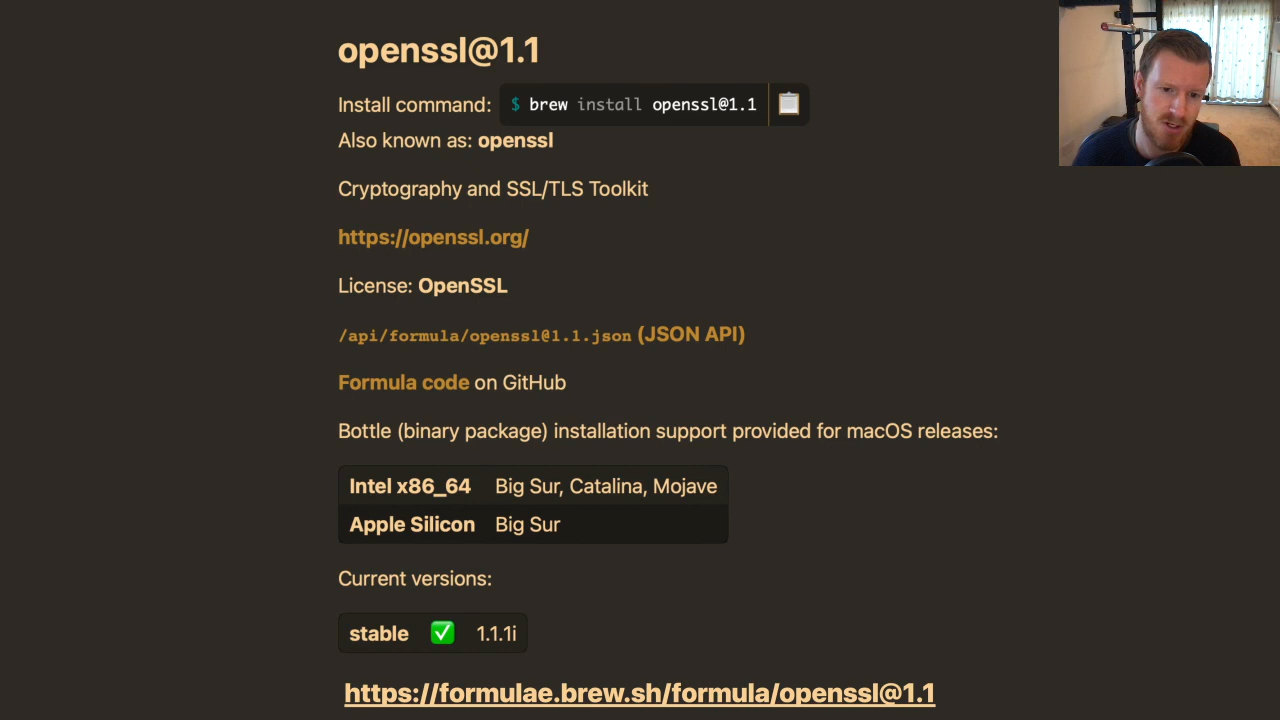 openssl@1.1
Install command: $ brew install openssl@1.1
Also known as: openssl
Cryptography and SSL/TLS Toolkit
https://openssl.org/
License: OpenSSL
/api/formula/openssl@1.1.json (JSON API)
Formula code on GitHub
Bottle (binary package) installation support provided for macOS releases:
Intel x86_64 Big Sur, Catalina, Mojave
Apple Silicon Big Sur
Current versions:
stable ✅ 1.1.1i
https://formulae.brew.sh/formula/openssl@1.1